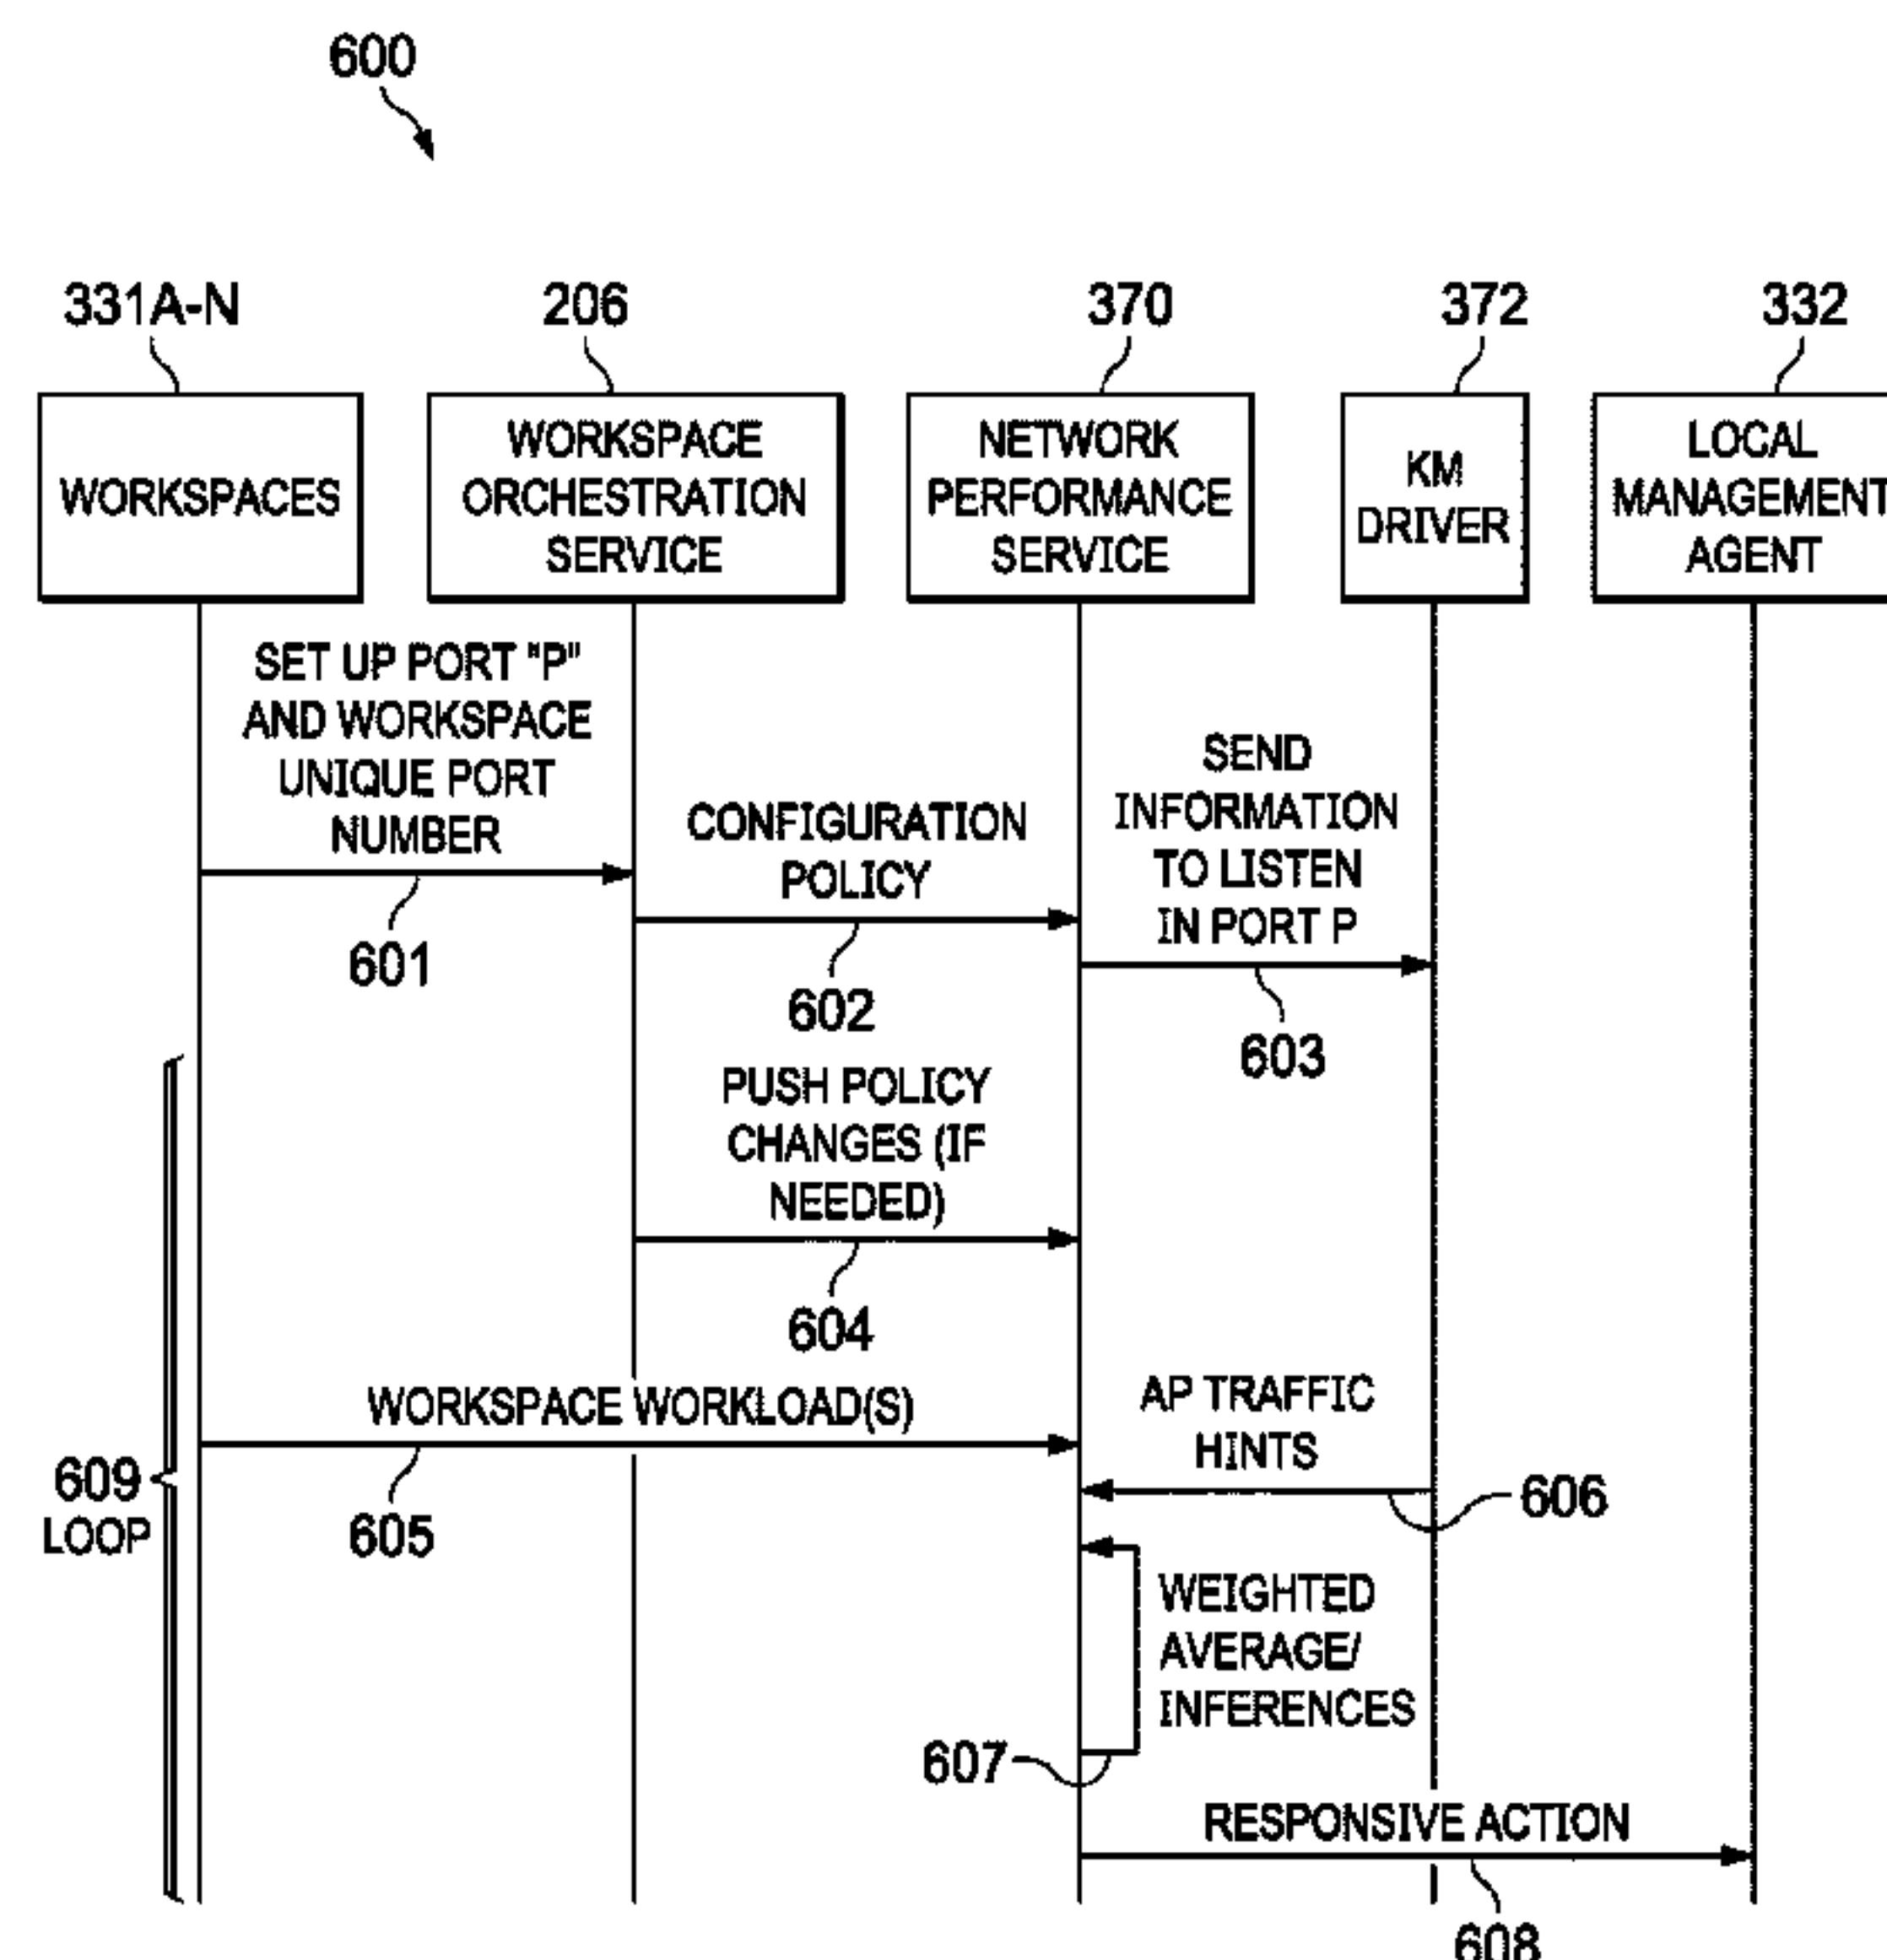 600
331A-N
206
370
372
332
WORKSPACES
WORKSPACE
ORCHESTRATION
SERVICE
NETWORK
PERFORMANCE
SERVICE
KM
DRIVER
LOCAL
MANAGEMENT
AGENT
SET UP PORT "P"
AND WORKSPACE
UNIQUE PORT
NUMBER
601
CONFIGURATION
POLICY
602
SEND
INFORMATION
TO LISTEN
IN PORT P
603
PUSH POLICY
CHANGES (IF
NEEDED)
604
WORKSPACE WORKLOAD(S)
605
AP TRAFFIC
HINTS
606
609
LOOP
WEIGHTED
AVERAGE/
INFERENCES
607
RESPONSIVE ACTION
608